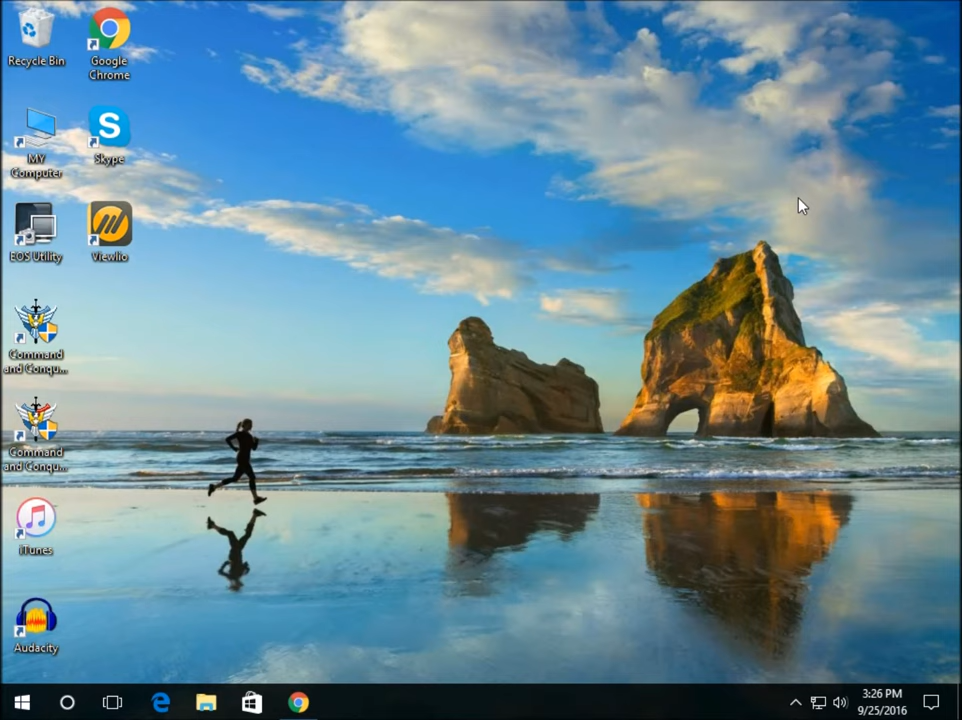 Recycle Bin
Google
Chrome
MY
Computer
S
Skype
EOS Utility
Viewlio
Command
and Conqu...
Command
and Conqu...
iTunes
Audacity
3:26 PM
9/25/2016